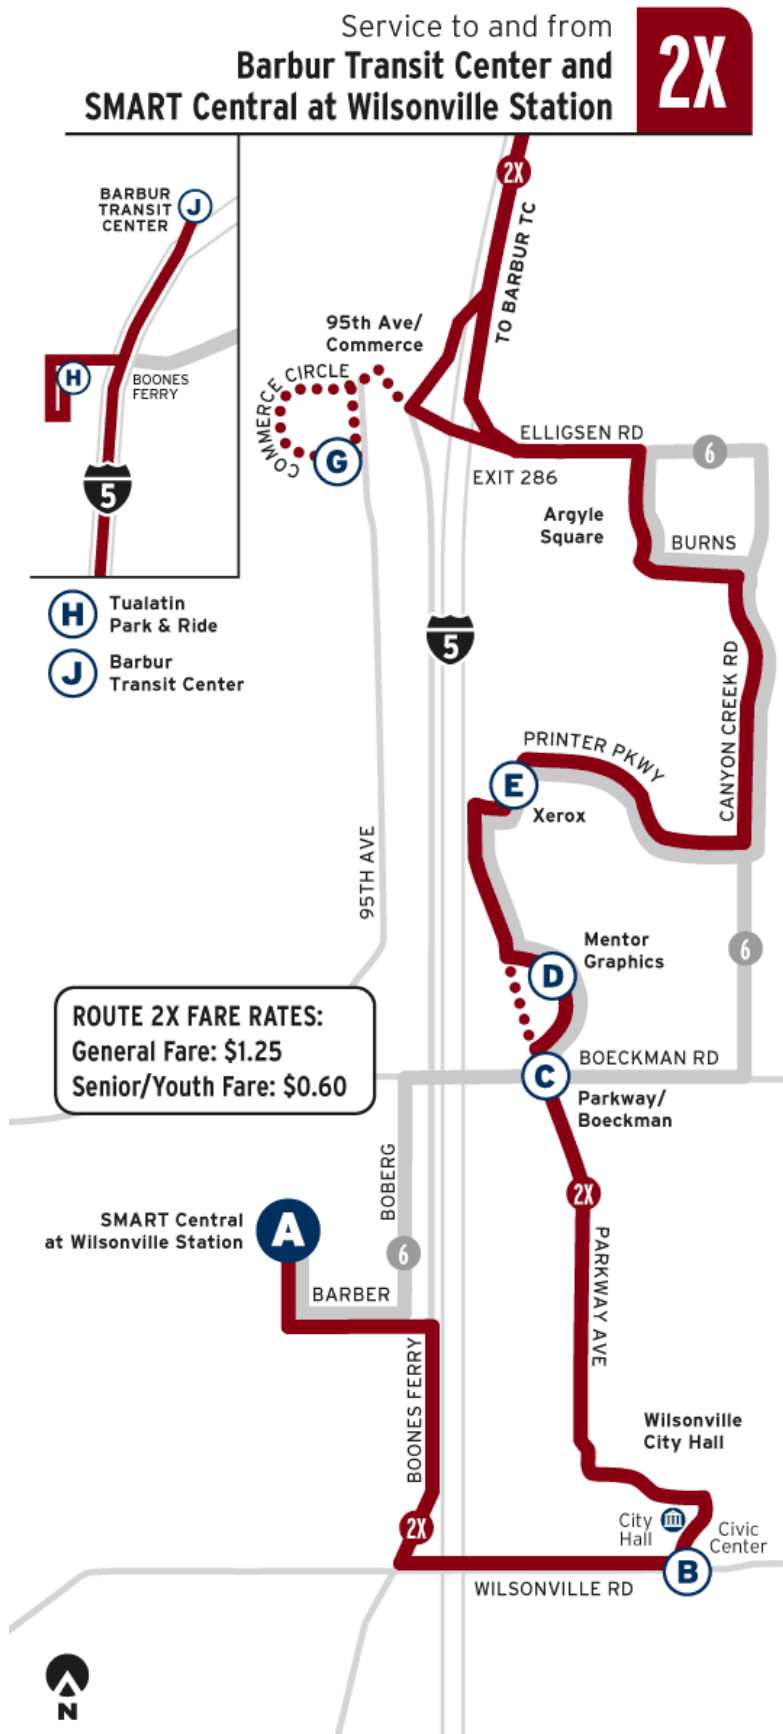 Service to and from
Barbur Transit Center and
SMART Central at Wilsonville Station
2X
BARBUR
TRANSIT
CENTER
J
H
BOONES
FERRY
5
H
Tualatin
Park & Ride
J
Barbur
Transit Center
2X
TO BARBUR TC
95th Ave/
Commerce
COMMERCE CIRCLE
COMMERCE
G
ELLIGSEN RD
6
EXIT 286
Argyle
Square
BURNS
5
CANYON CREEK RD
PRINTER PKWY
E
Xerox
95TH AVE
Mentor
Graphics
6
D
ROUTE 2X FARE RATES:
General Fare: $1.25
Senior/Youth Fare: $0.60
BOECKMAN RD
C
Parkway/
Boeckman
BOBERG
2X
SMART Central
at Wilsonville Station
A
6
PARKWAY AVE
BARBER
BOONES FERRY
Wilsonville
City Hall
2X
City
Hall
Civic
Center
B
WILSONVILLE RD
N